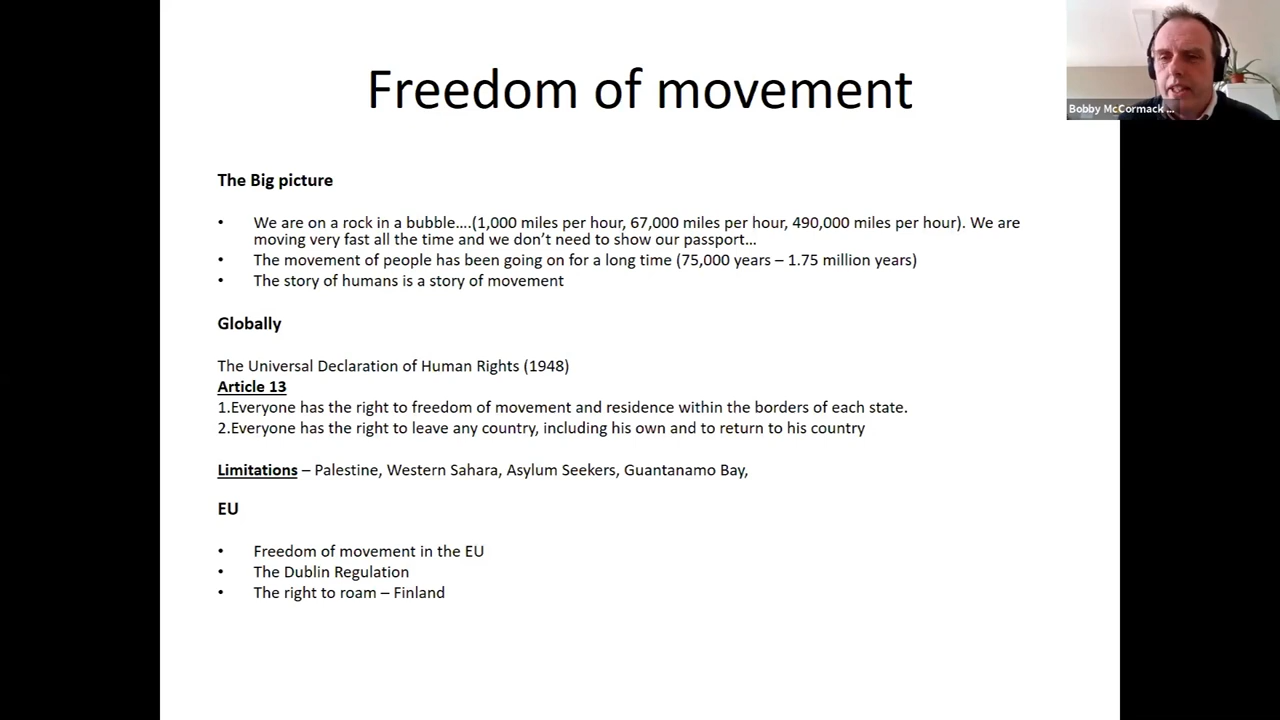 Freedom of movement
Bobby McCormack ...
The Big picture
• We are on a rock in a bubble....(1,000 miles per hour, 67,000 miles per hour, 490,000 miles per hour). We are
moving very fast all the time and we don't need to show our passport...
• The movement of people has been going on for a long time (75,000 years – 1.75 million years)
• The story of humans is a story of movement
Globally
The Universal Declaration of Human Rights (1948)
Article 13
1.Everyone has the right to freedom of movement and residence within the borders of each state.
2.Everyone has the right to leave any country, including his own and to return to his country
Limitations – Palestine, Western Sahara, Asylum Seekers, Guantanamo Bay,
EU
• Freedom of movement in the EU
• The Dublin Regulation
• The right to roam – Finland